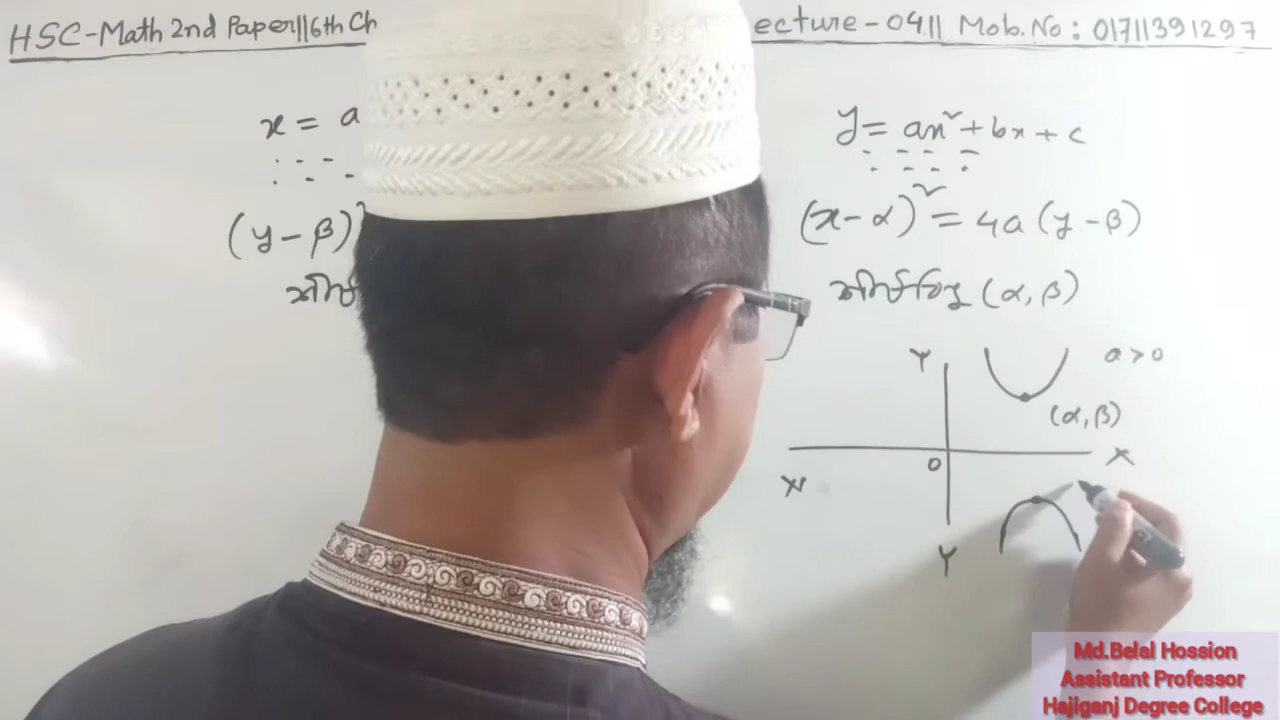 HSC-Math 2nd Paper||6th Ch
ecture-04|| Mob.No: 01711391297
x = a
(y-β)
শীর্ষ
y = ax²+bx+c
(x-α)² = 4a(y-β)
শীর্ষবিন্দু (α,β)
Y
a>0
(α,β)
O
X
X'
Y
Md.Belal Hossion
Assistant Professor
Hajiganj Degree College